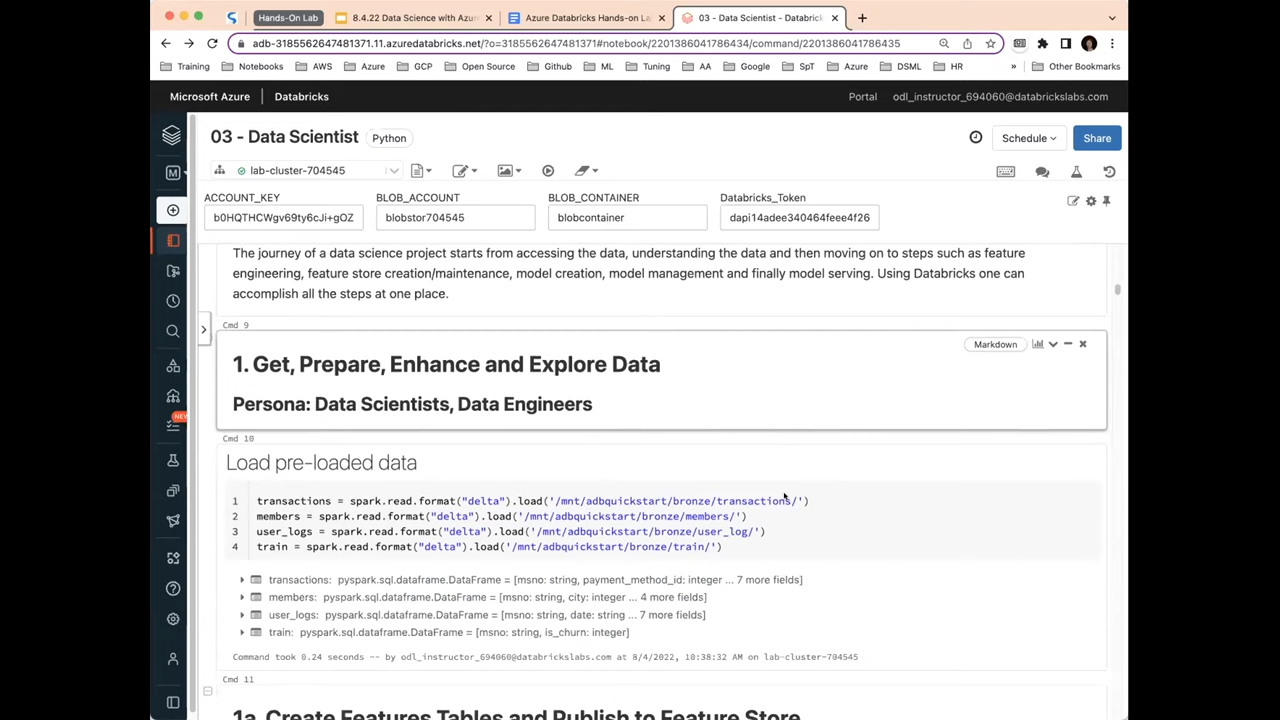 Hands-On Lab
8.4.22 Data Science with Azur
Azure Databricks Hands-on La
03 - Data Scientist - Databrick
adb-3185562647481371.11.azuredatabricks.net/?o=3185562647481371#notebook/2201386041786434/command/2201386041786435
Training Notebooks AWS Azure GCP Open Source Github ML Tuning AA Google SpT Azure DSML HR » Other Bookmarks
Microsoft Azure Databricks Portal odl_instructor_694060@databrickslabs.com
03 - Data Scientist Python Schedule Share
lab-cluster-704545
ACCOUNT_KEY BLOB_ACCOUNT BLOB_CONTAINER Databricks_Token
b0HQTHCWgv69ty6cJi+gOZ blobstor704545 blobcontainer dapi14adee340464feee4f26
The journey of a data science project starts from accessing the data, understanding the data and then moving on to steps such as feature
engineering, feature store creation/maintenance, model creation, model management and finally model serving. Using Databricks one can
accomplish all the steps at one place.
Cmd 9
Markdown
1. Get, Prepare, Enhance and Explore Data
Persona: Data Scientists, Data Engineers
Cmd 10
Load pre-loaded data
1 transactions = spark.read.format("delta").load('/mnt/adbquickstart/bronze/transactions/')
2 members = spark.read.format("delta").load('/mnt/adbquickstart/bronze/members/')
3 user_logs = spark.read.format("delta").load('/mnt/adbquickstart/bronze/user_log/')
4 train = spark.read.format("delta").load('/mnt/adbquickstart/bronze/train/')
transactions: pyspark.sql.dataframe.DataFrame = [msno: string, payment_method_id: integer ... 7 more fields]
members: pyspark.sql.dataframe.DataFrame = [msno: string, city: integer ... 4 more fields]
user_logs: pyspark.sql.dataframe.DataFrame = [msno: string, date: string ... 7 more fields]
train: pyspark.sql.dataframe.DataFrame = [msno: string, is_churn: integer]
Command took 0.24 seconds -- by odl_instructor_694060@databrickslabs.com at 8/4/2022, 10:38:32 AM on lab-cluster-704545
Cmd 11
1a. Create Features Tables and Publish to Feature Store
M
NEW